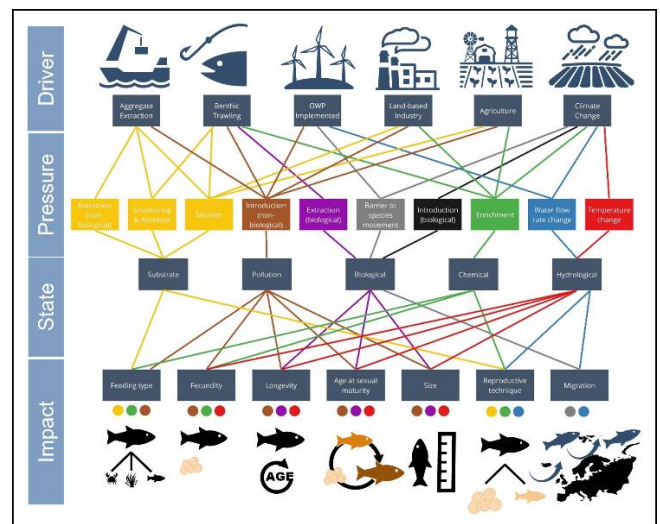 Driver
Aggregate
Extraction
Benthic
Trawling
OWP
Implemented
Land-based
Industry
Agriculture
Climate
Change
Pressure
Extraction
(non-
biological)
Smothering
& Abrasion
Siltation
Introduction
(non-
biological)
Extraction
(biological)
Barrier to
species
movement
Introduction
(biological)
Enrichment
Water flow
rate change
Temperature
change
State
Substrate
Pollution
Biological
Chemical
Hydrological
Impact
Feeding type
Fecundity
Longevity
Age at sexual
maturity
Size
Reproductive
technique
Migration
AGE